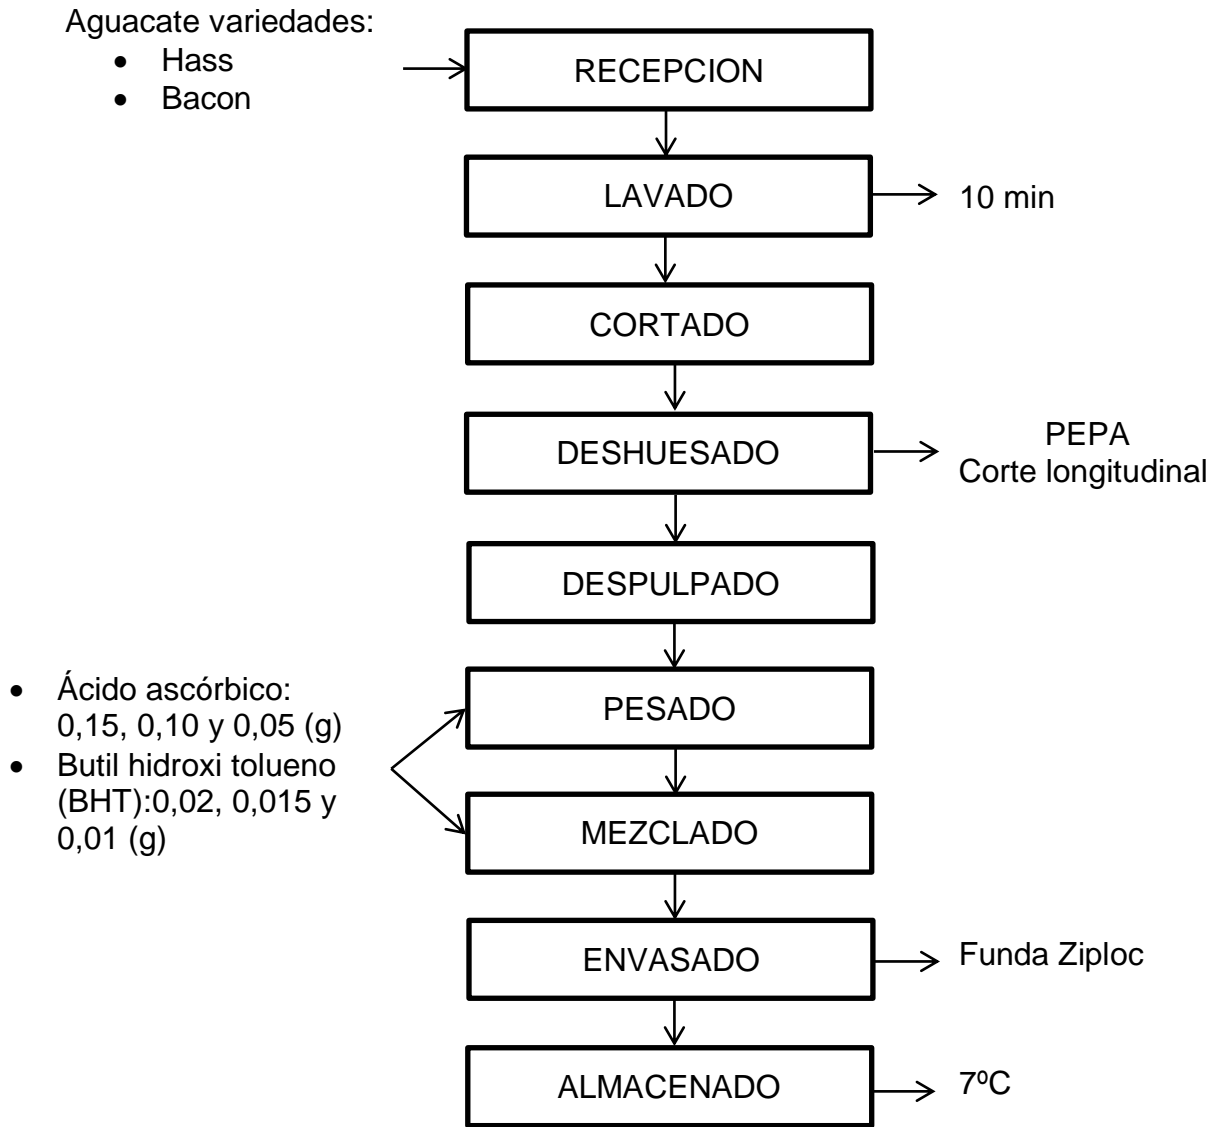 Aguacate variedades:
• Hass
• Bacon
RECEPCION
LAVADO
10 min
CORTADO
DESHUESADO
PEPA
Corte longitudinal
DESPULPADO
• Ácido ascórbico:
0,15, 0,10 y 0,05 (g)
• Butil hidroxi tolueno
(BHT):0,02, 0,015 y
0,01 (g)
PESADO
MEZCLADO
ENVASADO
Funda Ziploc
ALMACENADO
7ºC